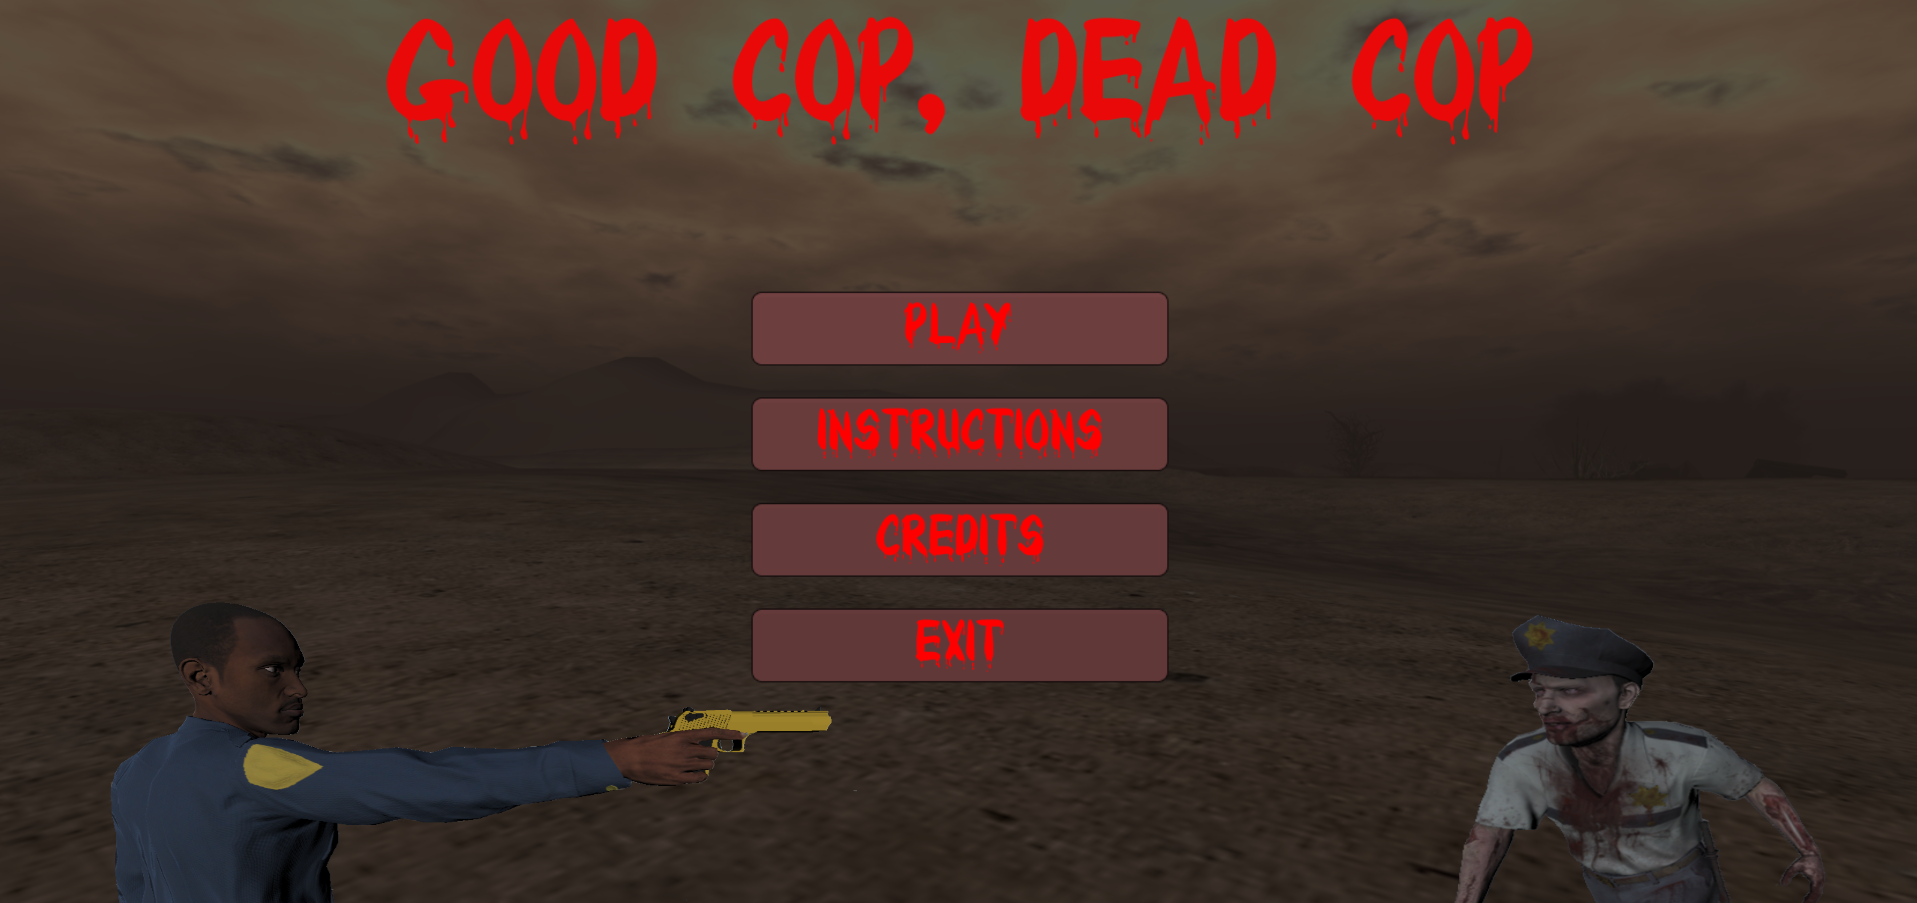 GOOD COP, DEAD COP
PLAY
INSTRUCTIONS
CREDITS
EXIT